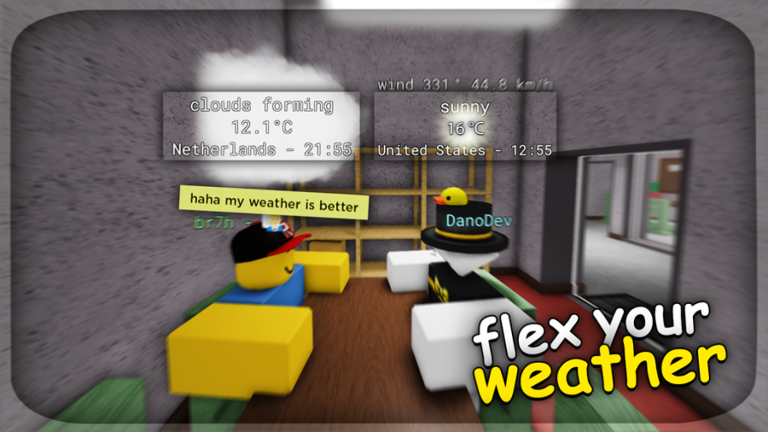 wind 331° 44.8 km/h
clouds forming
12.1°C
Netherlands - 21:55
sunny
16°C
United States - 12:55
haha my weather is better
br7h -
DanoDev
flex your
weather